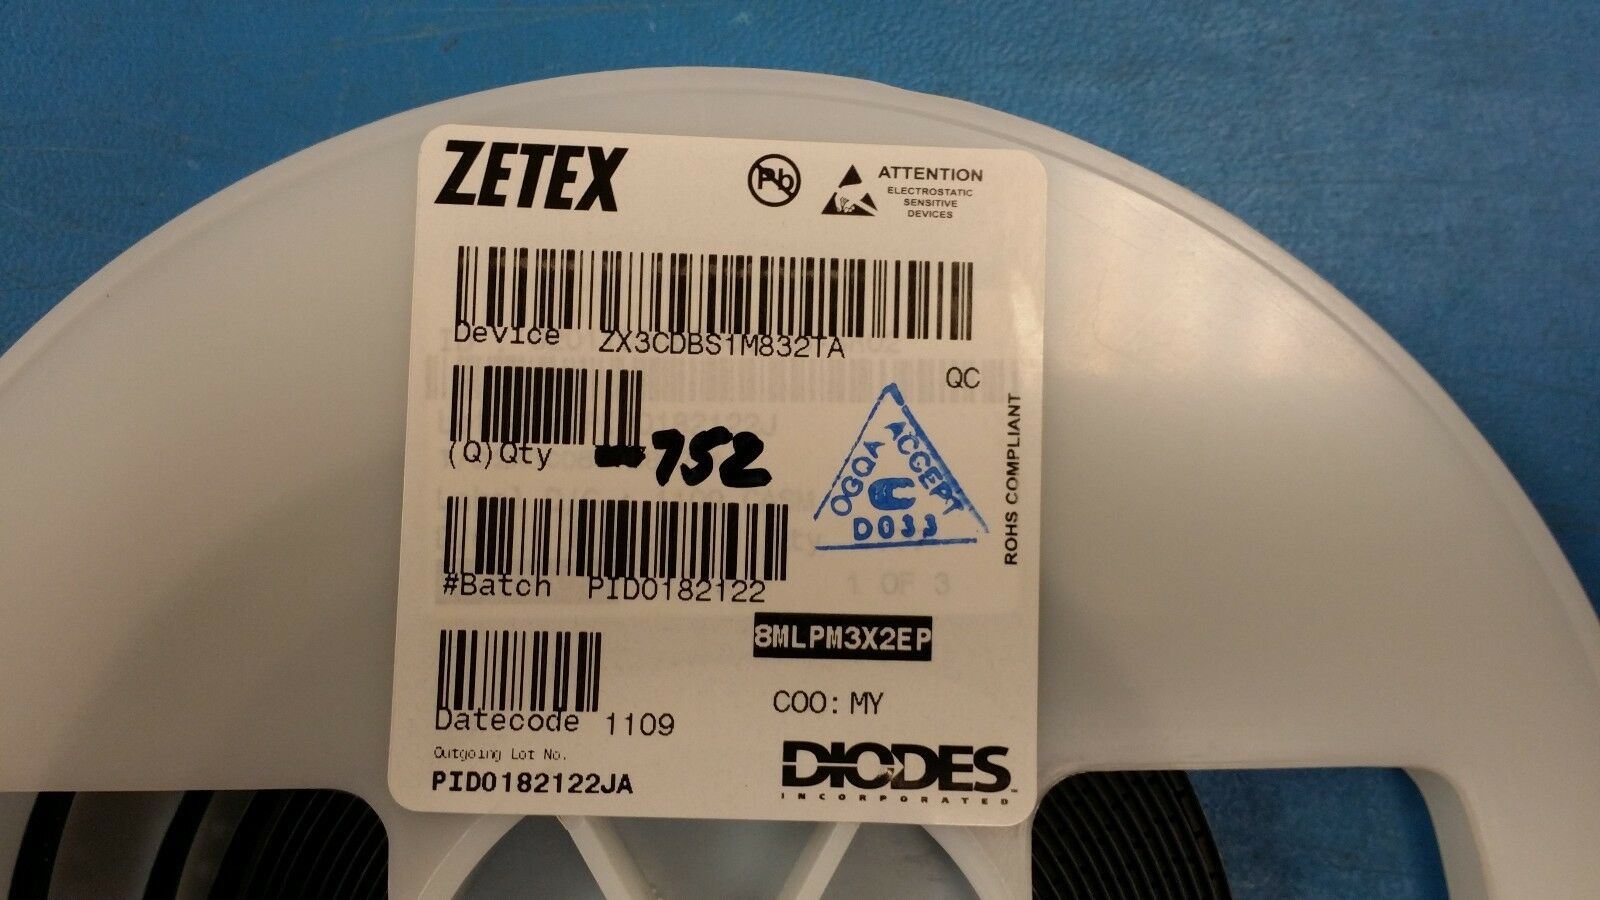 ZETEX
Pb
ATTENTION
ELECTROSTATIC
SENSITIVE
DEVICES
Device ZX3CDBS1M832TA
QC
(Q)Qty 752
OGQA ACCEPT
C
D033
ROHS COMPLIANT
#Batch PID0182122
1 OF 3
8MLPM3X2EP
Datecode 1109
COO: MY
Outgoing Lot No.
PID0182122JA
DIODES
INCORPORATED